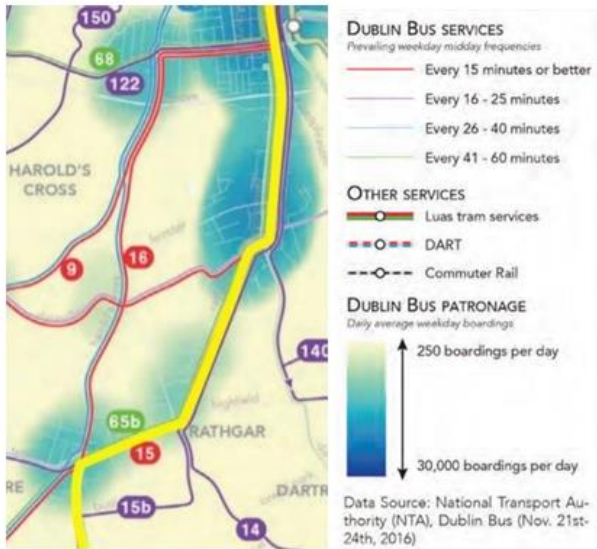 150
68
122
HAROLD'S
CROSS
9
16
140
65b
RATHGAR
15
RE
15b
DARTR
14
DUBLIN BUS SERVICES
Prevailing weekday midday frequencies
Every 15 minutes or better
Every 16 - 25 minutes
Every 26 - 40 minutes
Every 41 - 60 minutes
OTHER SERVICES
Luas tram services
DART
Commuter Rail
DUBLIN BUS PATRONAGE
Daily average weekday boardings
250 boardings per day
30,000 boardings per day
Data Source: National Transport Au-
thority (NTA), Dublin Bus (Nov. 21st-
24th, 2016)